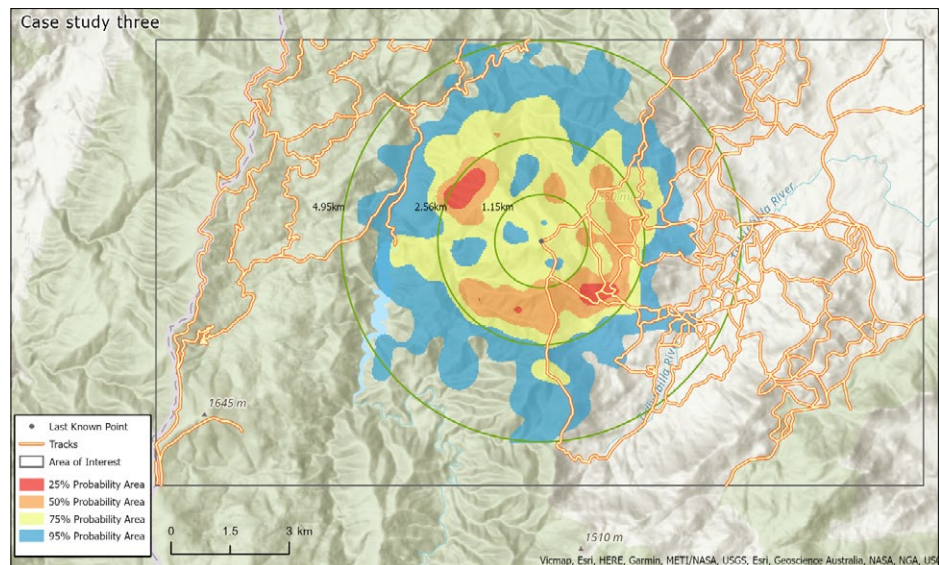 Case study three
4.95km
2.56km
1.15km
River
1645 m
Last Known Point
Tracks
Area of Interest
25% Probability Area
50% Probability Area
75% Probability Area
95% Probability Area
0 1.5 3 km
1510 m
Vicmap, Esri, HERE, Garmin, METI/NASA, USGS, Esri, Geoscience Australia, NASA, NGA, USG